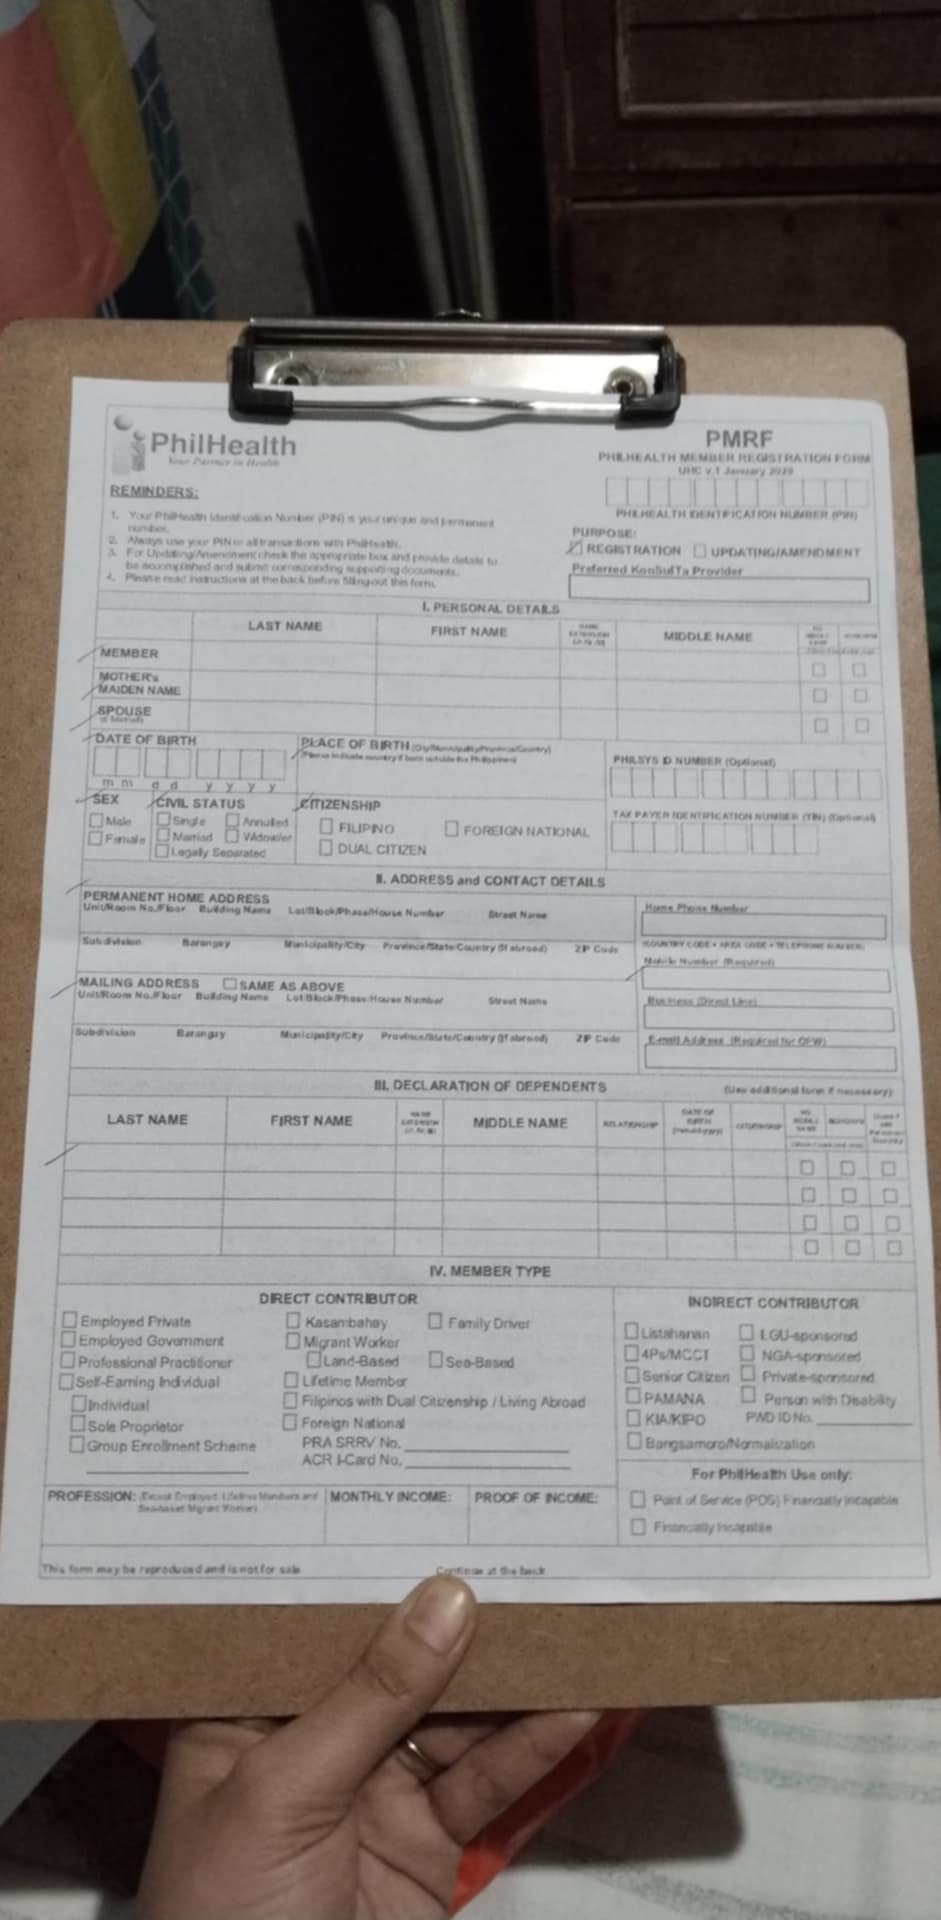 PhilHealth
Your Partner in Health
PMRF
PHILHEALTH MEMBER REGISTRATION FORM
UHC v.1 January 2020
PHILHEALTH IDENTIFICATION NUMBER (PIN)
REMINDERS:
1. Your PhilHealth Identification Number (PIN) is your unique and permanent
number.
2. Always use your PIN in all transactions with PhilHealth.
3. For Updating/Amendment check the appropriate box and provide details to
be accomplished and submit corresponding supporting documents.
4. Please read instructions at the back before filling-out this form.
PURPOSE:
REGISTRATION UPDATING/AMENDMENT
Preferred KonSulTa Provider
I. PERSONAL DETAILS
LAST NAME FIRST NAME NAME EXTENSION MIDDLE NAME
MEMBER
MOTHER's
MAIDEN NAME
SPOUSE
(if Married)
DATE OF BIRTH
m m d d y y y y
PLACE OF BIRTH (City/Municipality/Province/Country)
(Please indicate country if born outside the Philippines)
PHILSYS ID NUMBER (Optional)
SEX
Male
Female
CIVIL STATUS
Single Annulled
Married Widow/er
Legally Separated
CITIZENSHIP
FILIPINO FOREIGN NATIONAL
DUAL CITIZEN
TAX PAYER IDENTIFICATION NUMBER (TIN) (Optional)
II. ADDRESS and CONTACT DETAILS
PERMANENT HOME ADDRESS
Unit/Room No./Floor Building Name Lot/Block/Phase/House Number Street Name
Subdivision Barangay Municipality/City Province/State/Country (If abroad) ZIP Code
MAILING ADDRESS SAME AS ABOVE
Unit/Room No./Floor Building Name Lot/Block/Phase/House Number Street Name
Subdivision Barangay Municipality/City Province/State/Country (If abroad) ZIP Code
Home Phone Number
(COUNTRY CODE + AREA CODE + TELEPHONE NUMBER)
Mobile Number (Required)
Business (Direct Line)
E-mail Address (Required for OFW)
III. DECLARATION OF DEPENDENTS
(Use additional form if necessary)
LAST NAME FIRST NAME NAME EXTENSION MIDDLE NAME RELATIONSHIP DATE OF BIRTH CITIZENSHIP
IV. MEMBER TYPE
DIRECT CONTRIBUTOR
Employed Private
Employed Government
Professional Practitioner
Self-Earning Individual
Individual
Sole Proprietor
Group Enrollment Scheme
Kasambahay Family Driver
Migrant Worker
Land-Based Sea-Based
Lifetime Member
Filipinos with Dual Citizenship / Living Abroad
Foreign National
PRA SRRV No.
ACR I-Card No.
INDIRECT CONTRIBUTOR
Listahanan LGU-sponsored
4Ps/MCCT NGA-sponsored
Senior Citizen Private-sponsored
PAMANA Person with Disability
KIA/KIPO PWD ID No.
Bangsamoro/Normalization
For PhilHealth Use only:
Point of Service (POS) Financially Incapable
Financially Incapable
PROFESSION: (Except Employed, Lifetime Members and
Sea-based Migrant Worker)
MONTHLY INCOME:
PROOF OF INCOME:
This form may be reproduced and is not for sale
Continue at the back